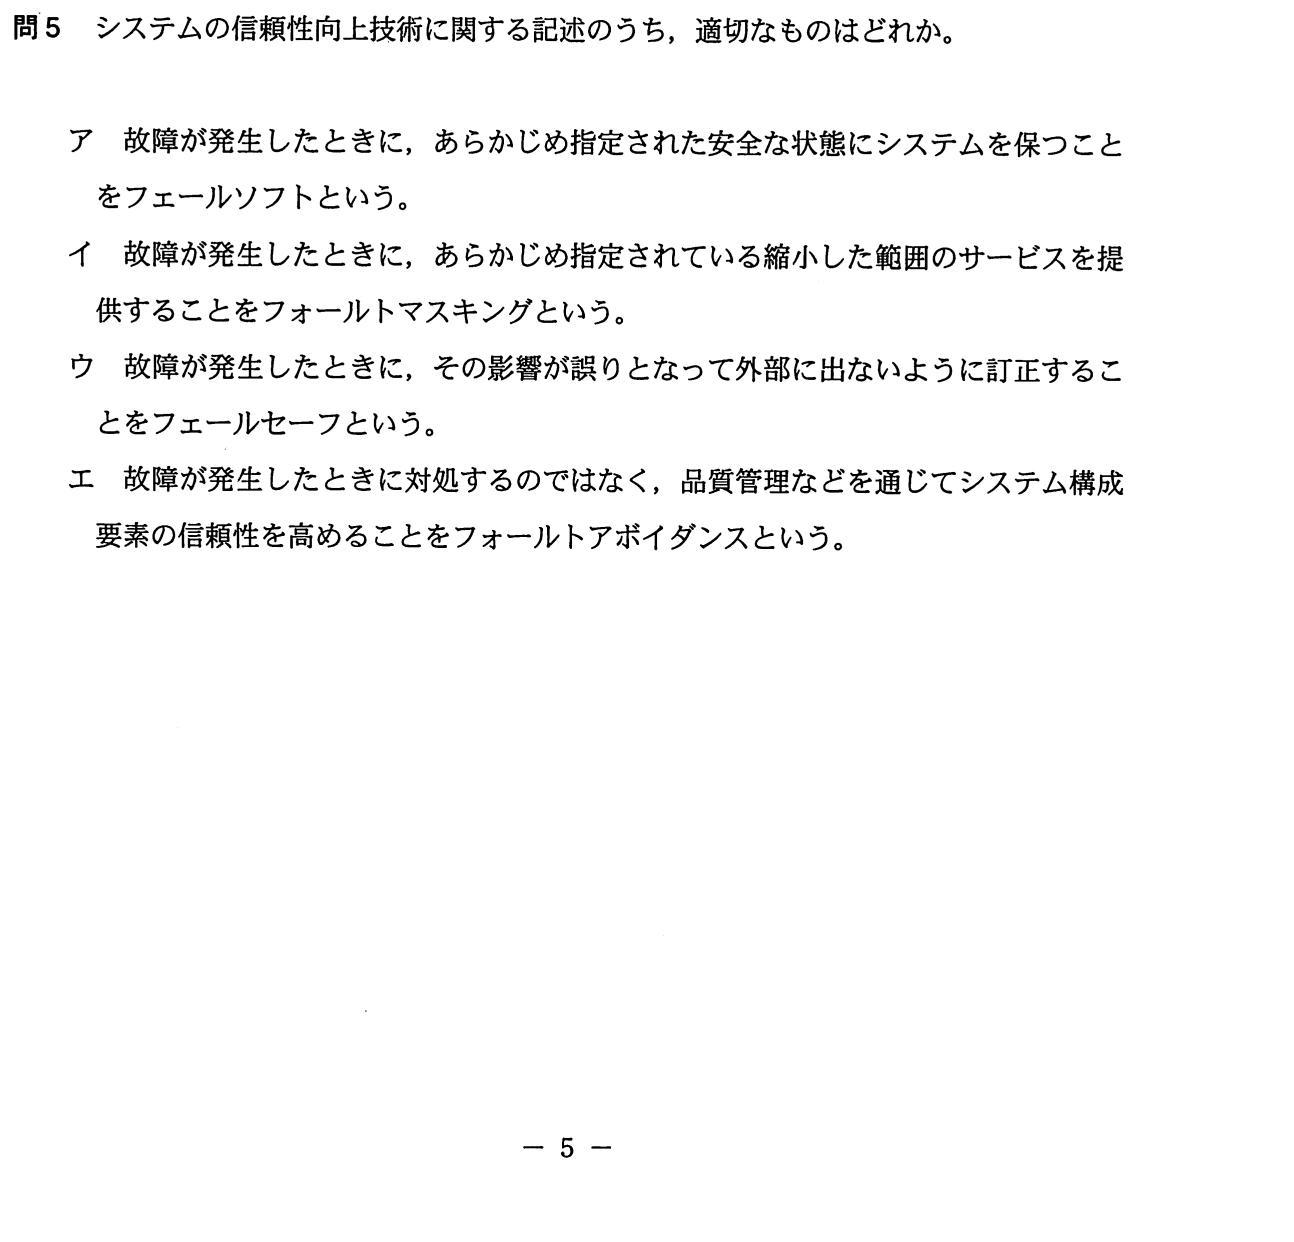 問5 システムの信頼性向上技術に関する記述のうち，適切なものはどれか。
ア 故障が発生したときに，あらかじめ指定された安全な状態にシステムを保つこと
をフェールソフトという。
イ 故障が発生したときに，あらかじめ指定されている縮小した範囲のサービスを提
供することをフォールトマスキングという。
ウ 故障が発生したときに，その影響が誤りとなって外部に出ないように訂正するこ
とをフェールセーフという。
エ 故障が発生したときに対処するのではなく，品質管理などを通じてシステム構成
要素の信頼性を高めることをフォールトアボイダンスという。
― 5 ―